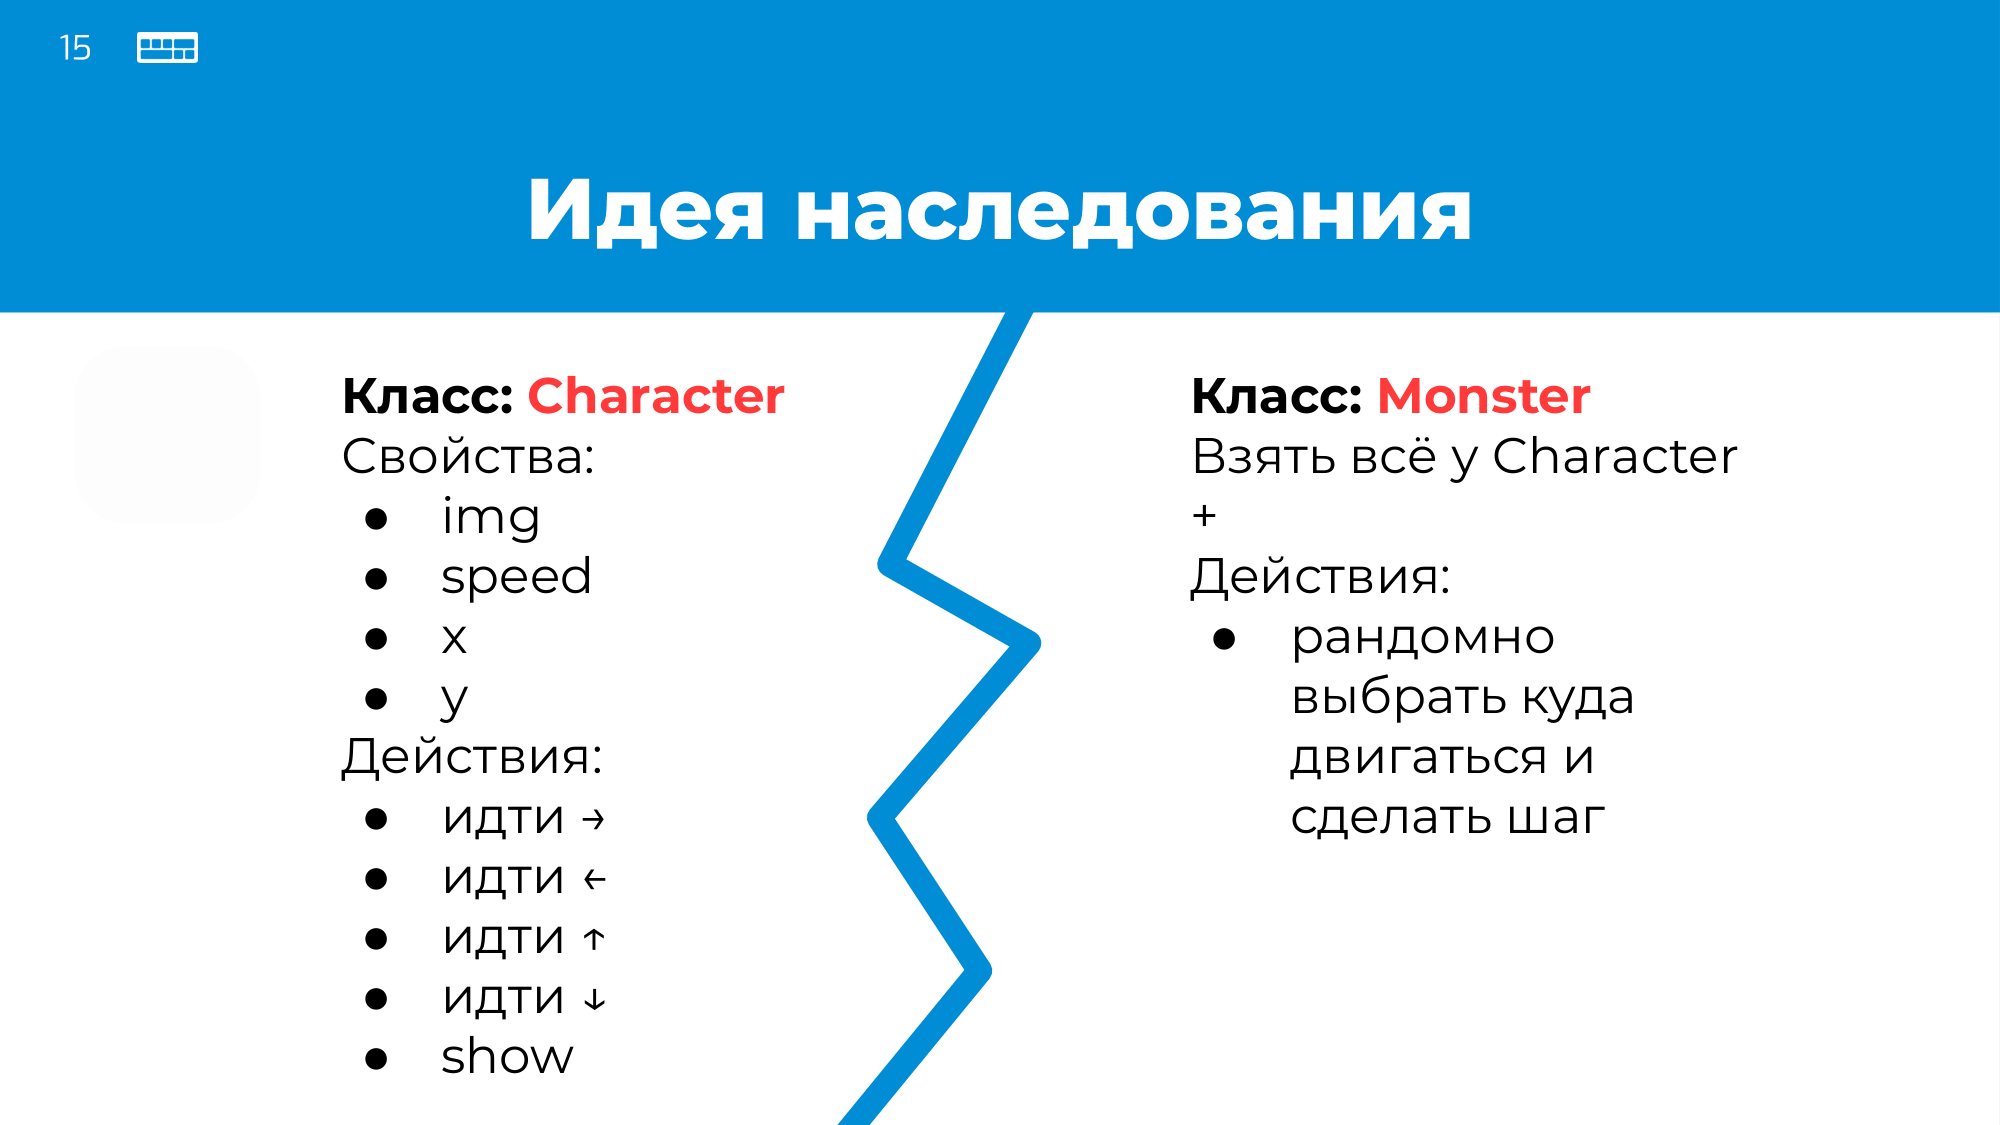 15
Идея наследования
Класс: Character
Свойства:
● img
● speed
● x
● y
Действия:
● идти →
● идти ←
● идти ↑
● идти ↓
● show
Класс: Monster
Взять всё у Character
+
Действия:
● рандомно
выбрать куда
двигаться и
сделать шаг